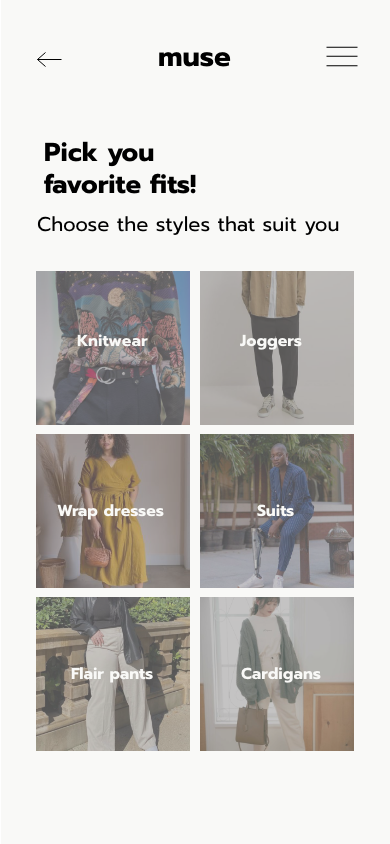 muse
Pick you
favorite fits!
Choose the styles that suit you
Knitwear
Joggers
Wrap dresses
Suits
Flair pants
Cardigans